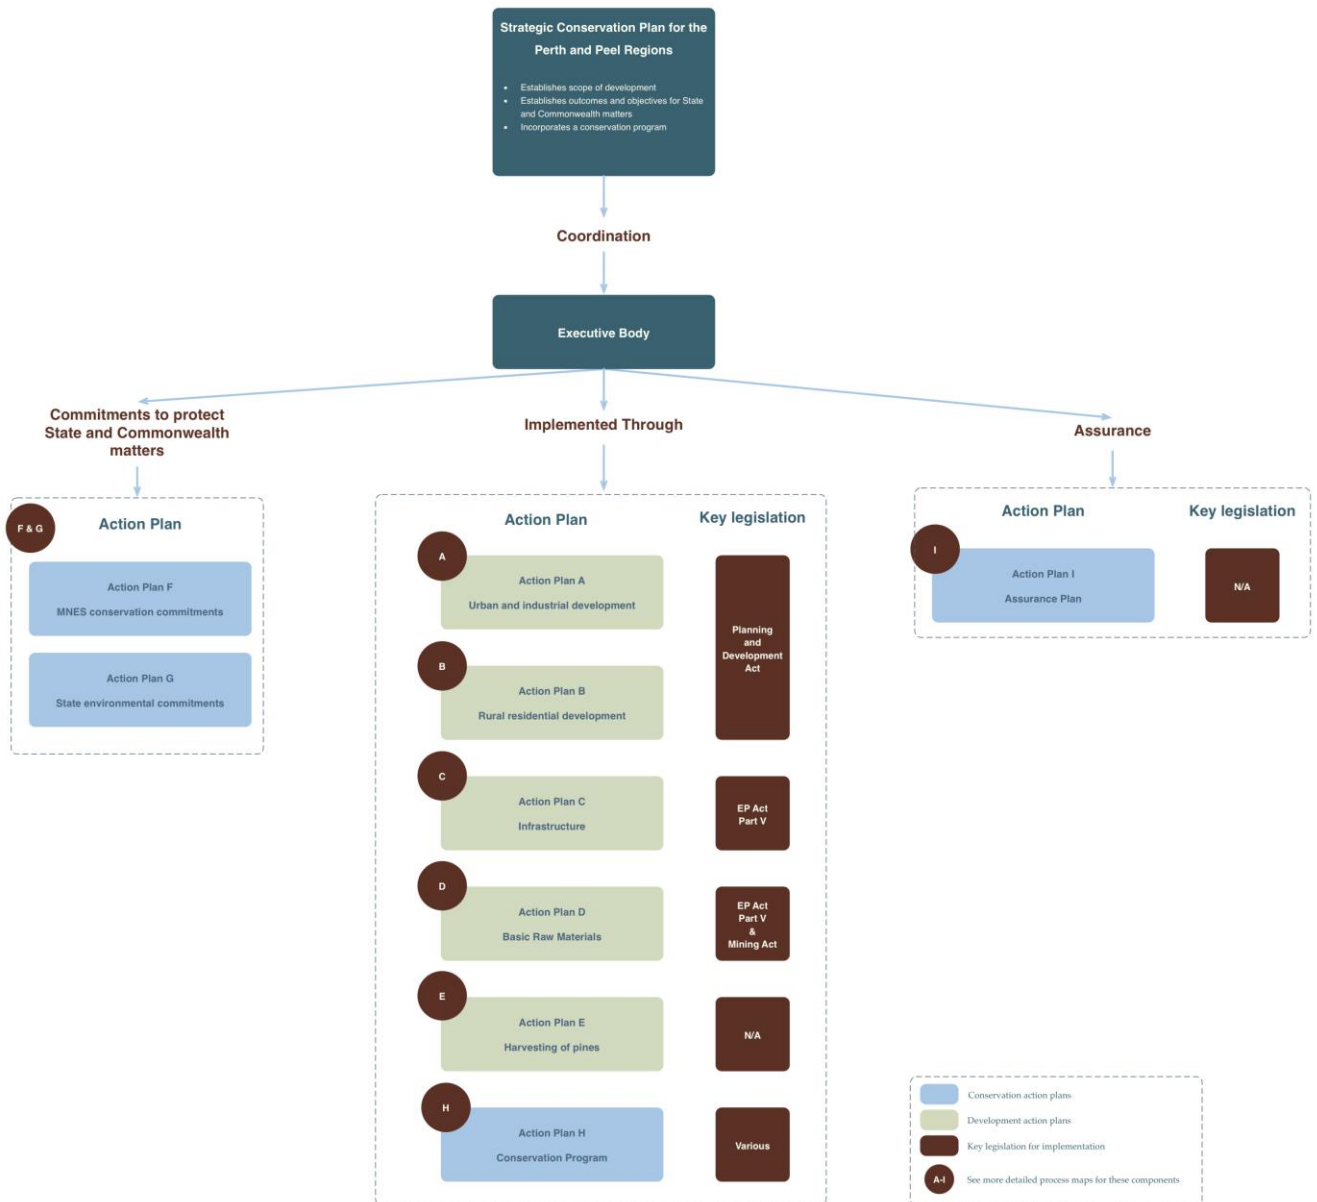 Strategic Conservation Plan for the
Perth and Peel Regions
• Establishes scope of development
• Establishes outcomes and objectives for State
and Commonwealth matters
• Incorporates a conservation program
Coordination
Executive Body
Commitments to protect
State and Commonwealth
matters
F & G
Action Plan
Action Plan F
MNES conservation commitments
Action Plan G
State environmental commitments
Implemented Through
Action Plan
Key legislation
A
Action Plan A
Urban and industrial development
B
Action Plan B
Rural residential development
Planning
and
Development
Act
C
Action Plan C
Infrastructure
EP Act
Part V
D
Action Plan D
Basic Raw Materials
EP Act
Part V
&
Mining Act
E
Action Plan E
Harvesting of pines
N/A
H
Action Plan H
Conservation Program
Various
Assurance
Action Plan
Key legislation
I
Action Plan I
Assurance Plan
N/A
Conservation action plans
Development action plans
Key legislation for implementation
A-I
See more detailed process maps for these components